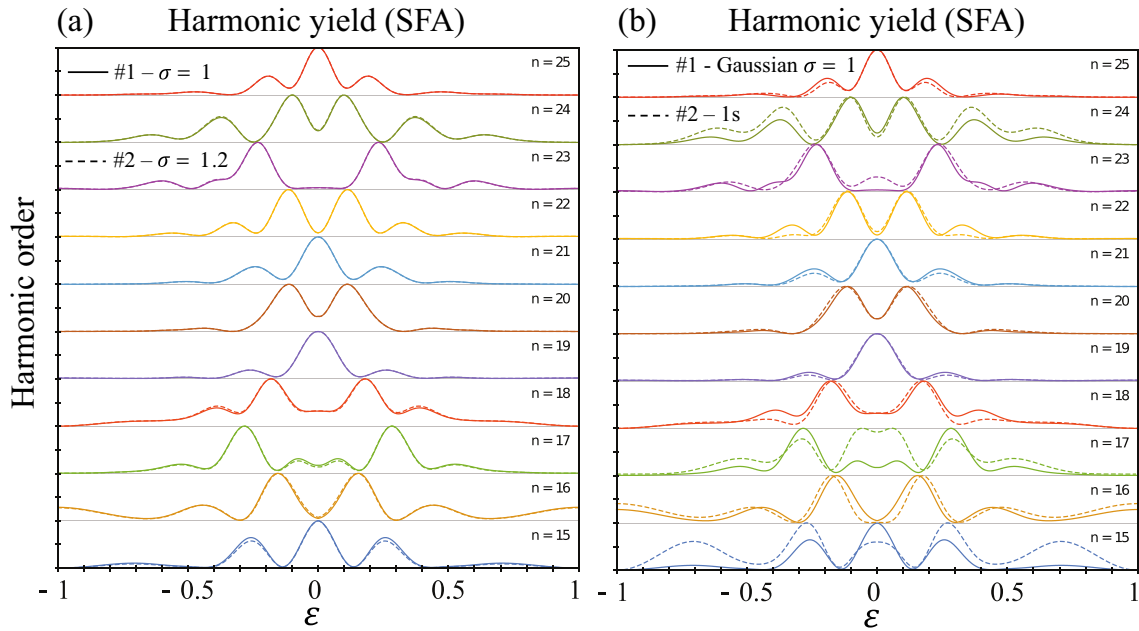 (a) Harmonic yield (SFA)
#1 – σ = 1
#2 – σ = 1.2
n = 25
n = 24
n = 23
n = 22
n = 21
n = 20
n = 19
n = 18
n = 17
n = 16
n = 15
Harmonic order
- 1 - 0.5 0 0.5 1
ε
(b) Harmonic yield (SFA)
#1 - Gaussian σ = 1
#2 – 1s
n = 25
n = 24
n = 23
n = 22
n = 21
n = 20
n = 19
n = 18
n = 17
n = 16
n = 15
- 1 - 0.5 0 0.5 1
ε